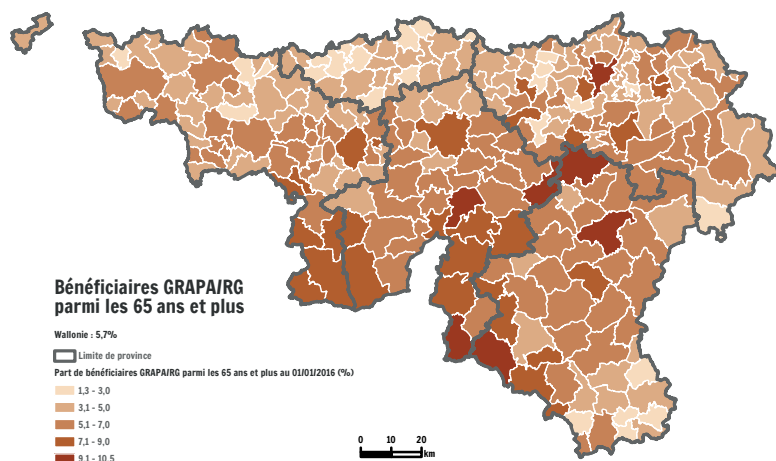 Bénéficiaires GRAPA/RG
parmi les 65 ans et plus
Wallonie : 5,7%
Limite de province
Part de bénéficiaires GRAPA/RG parmi les 65 ans et plus au 01/01/2016 (%)
1,3 - 3,0
3,1 - 5,0
5,1 - 7,0
7,1 - 9,0
9,1 - 10,5
0 10 20
km